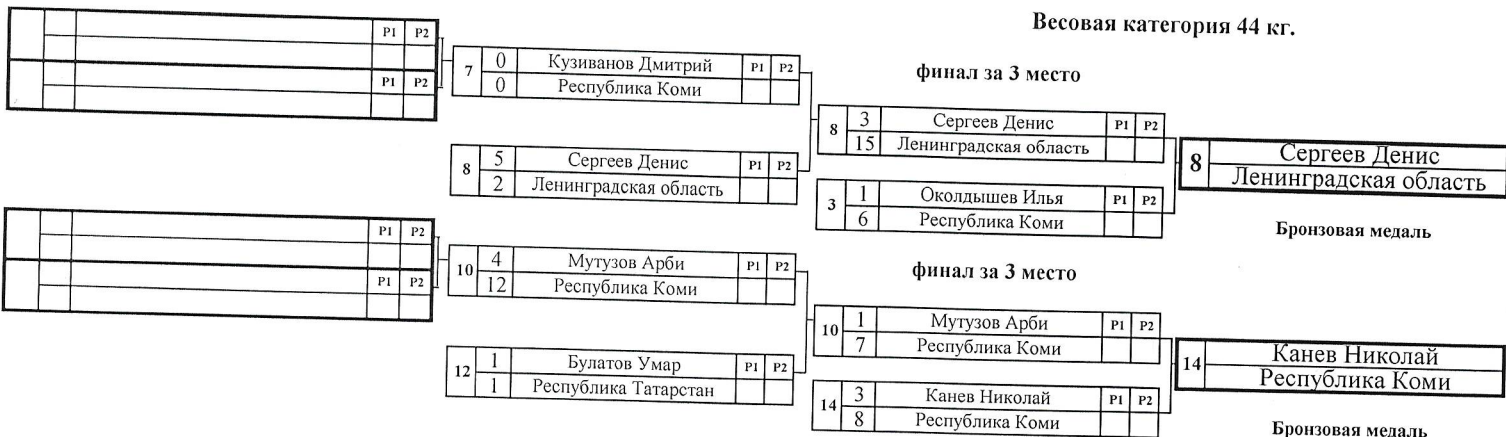 Весовая категория 44 кг.
P1 P2
P1 P2
7 0 Кузиванов Дмитрий P1 P2
0 Республика Коми
финал за 3 место
8 3 Сергеев Денис P1 P2
15 Ленинградская область
8 5 Сергеев Денис P1 P2
2 Ленинградская область
8 Сергеев Денис
Ленинградская область
3 1 Околдышев Илья P1 P2
6 Республика Коми
Бронзовая медаль
P1 P2
P1 P2
10 4 Мутузов Арби P1 P2
12 Республика Коми
финал за 3 место
10 1 Мутузов Арби P1 P2
7 Республика Коми
12 1 Булатов Умар P1 P2
1 Республика Татарстан
14 Канев Николай
Республика Коми
14 3 Канев Николай P1 P2
8 Республика Коми
Бронзовая медаль